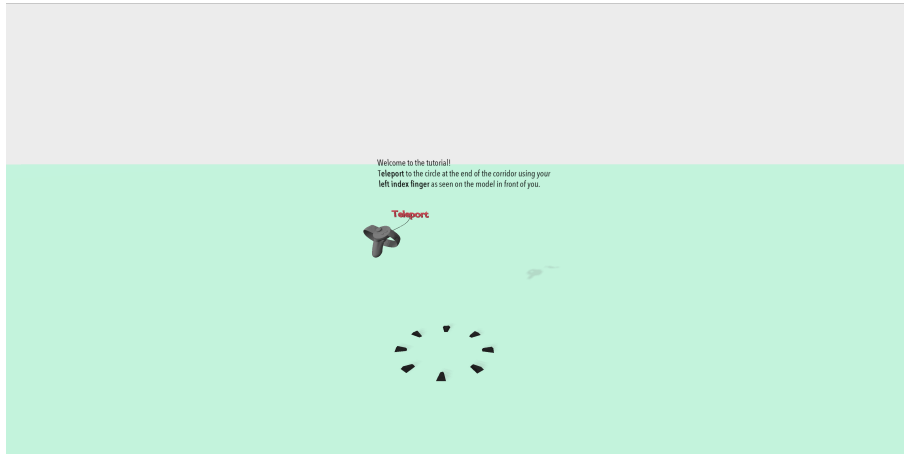 Welcome to the tutorial!
Teleport to the circle at the end of the corridor using your
left index finger as seen on the model in front of you.
Teleport